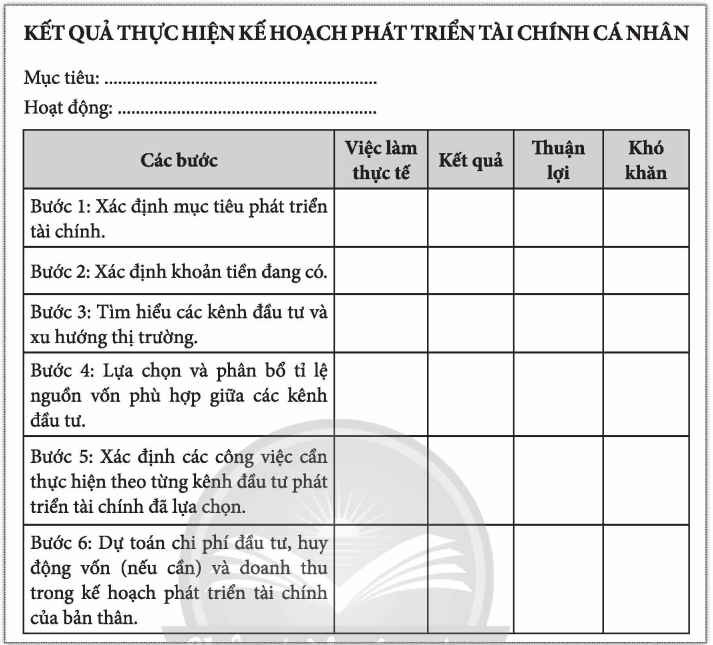 KẾT QUẢ THỰC HIỆN KẾ HOẠCH PHÁT TRIỂN TÀI CHÍNH CÁ NHÂN
Mục tiêu: ............................................................
Hoạt động: .........................................................
Các bước
Việc làm
thực tế
Kết quả
Thuận
lợi
Khó
khăn
Bước 1: Xác định mục tiêu phát triển
tài chính.
Bước 2: Xác định khoản tiền đang có.
Bước 3: Tìm hiểu các kênh đầu tư và
xu hướng thị trường.
Bước 4: Lựa chọn và phân bổ tỉ lệ
nguồn vốn phù hợp giữa các kênh
đầu tư.
Bước 5: Xác định các công việc cần
thực hiện theo từng kênh đầu tư phát
triển tài chính đã lựa chọn.
Bước 6: Dự toán chi phí đầu tư, huy
động vốn (nếu cần) và doanh thu
trong kế hoạch phát triển tài chính
của bản thân.